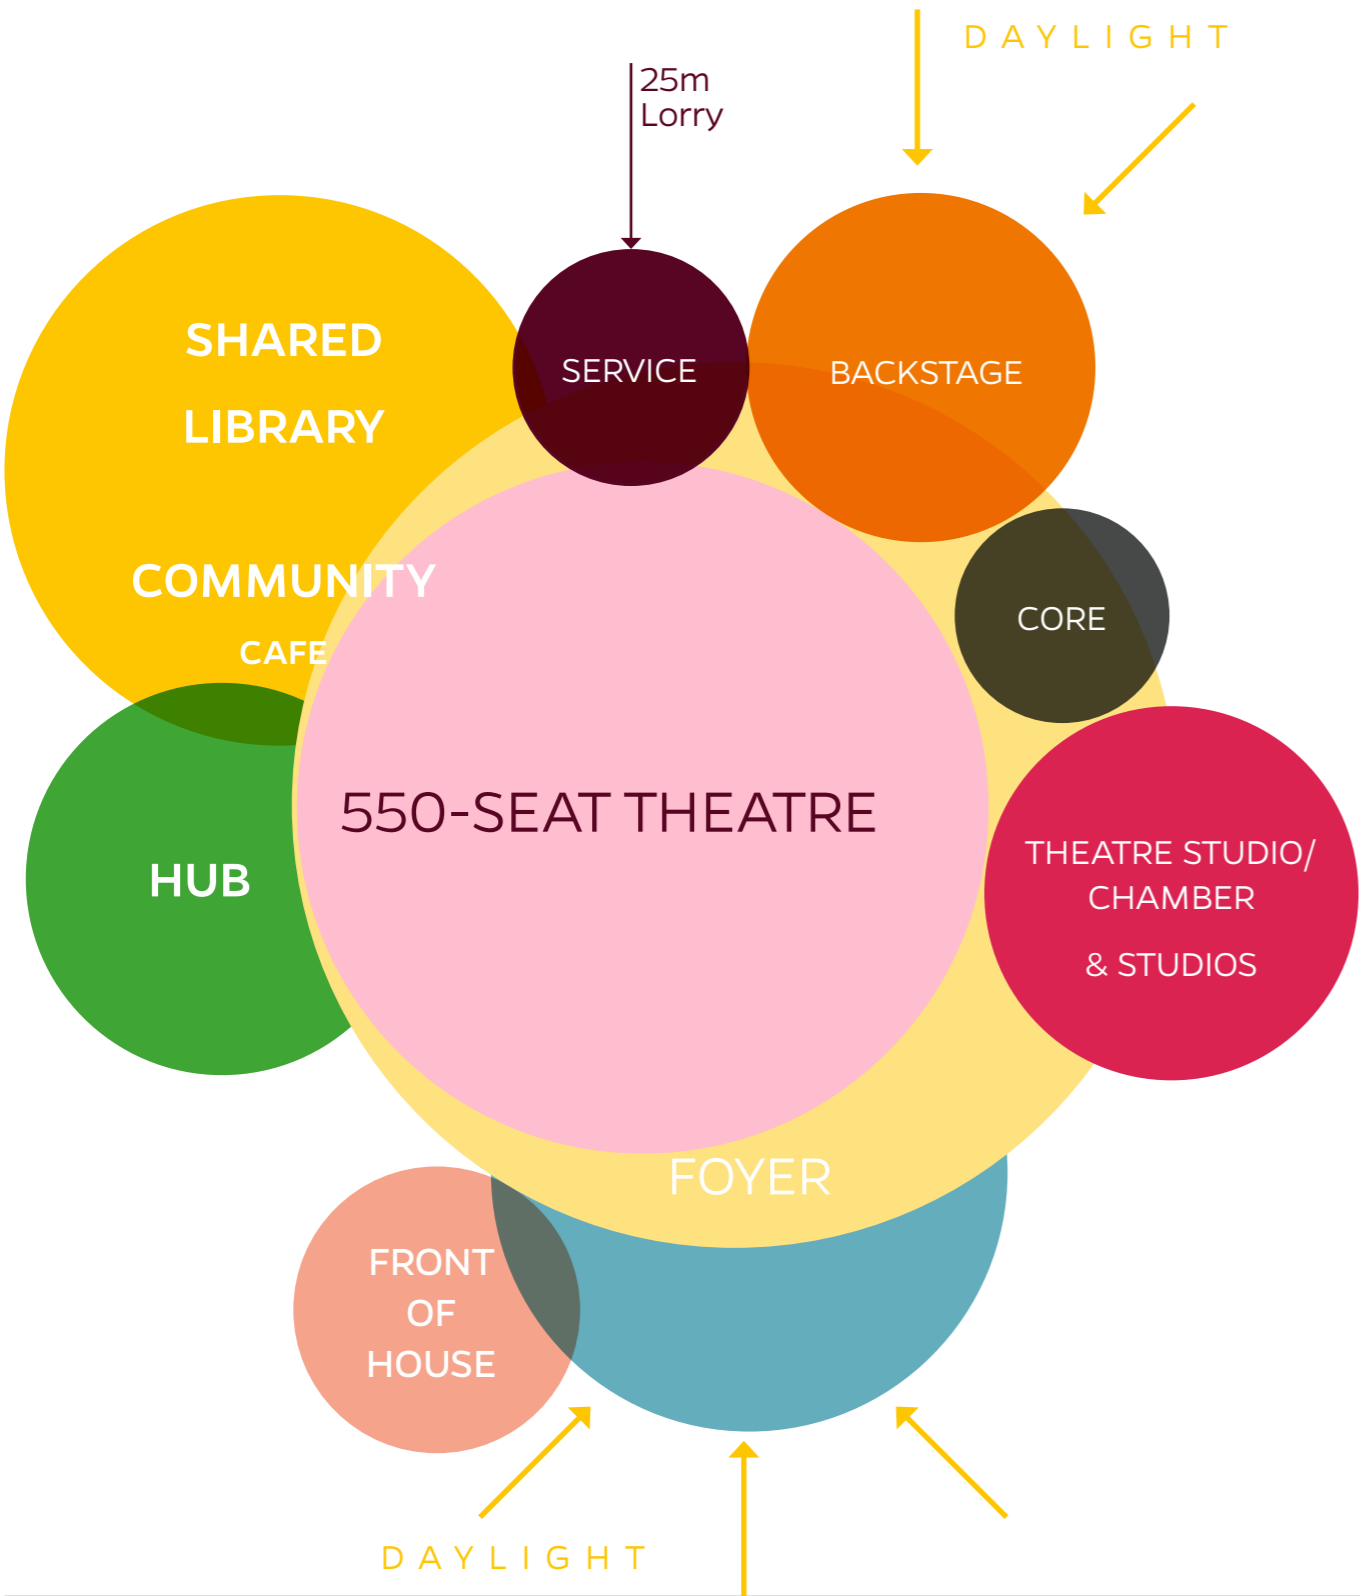 DAYLIGHT
25m
Lorry
SHARED
LIBRARY
COMMUNITY
CAFE
SERVICE
BACKSTAGE
CORE
550-SEAT THEATRE
THEATRE STUDIO/
CHAMBER
& STUDIOS
HUB
FOYER
FRONT
OF
HOUSE
DAYLIGHT